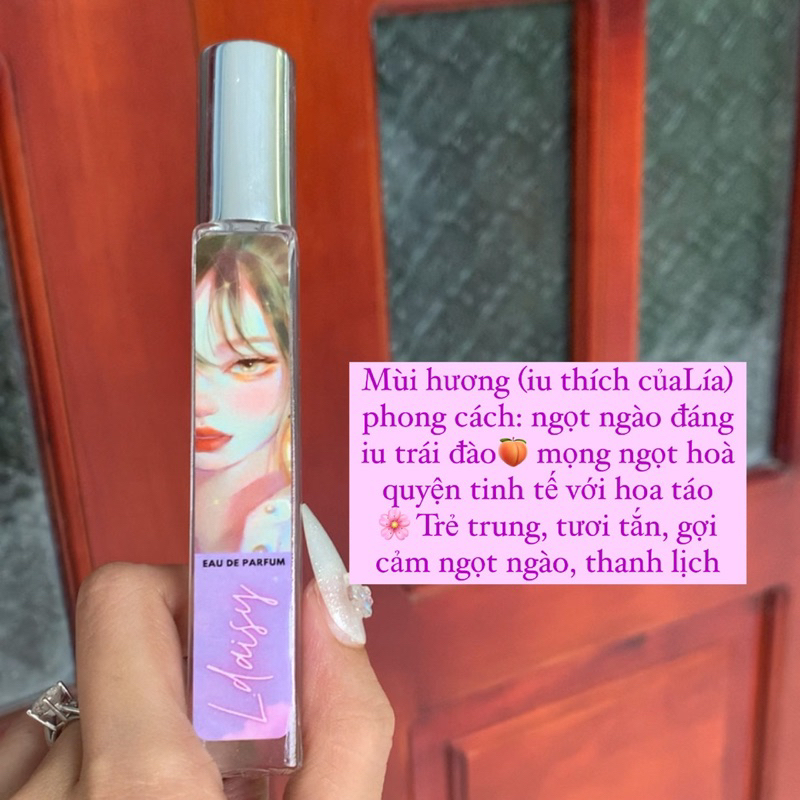 Mùi hương (iu thích củaLía)
phong cách: ngọt ngào đáng
iu trái đào🍑 mọng ngọt hoà
quyện tinh tế với hoa táo
🌸Trẻ trung, tươi tắn, gợi
cảm ngọt ngào, thanh lịch
EAU DE PARFUM
L.daisy